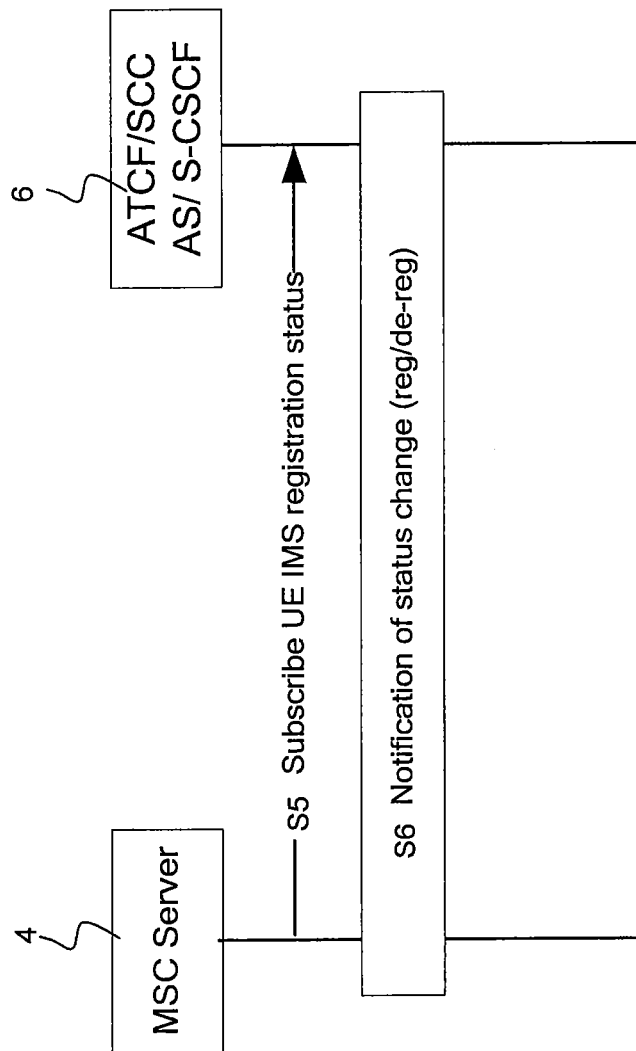 4
6
MSC Server
ATCF/SCC
AS/ S-CSCF
S5 Subscribe UE IMS registration status
S6 Notification of status change (reg/de-reg)